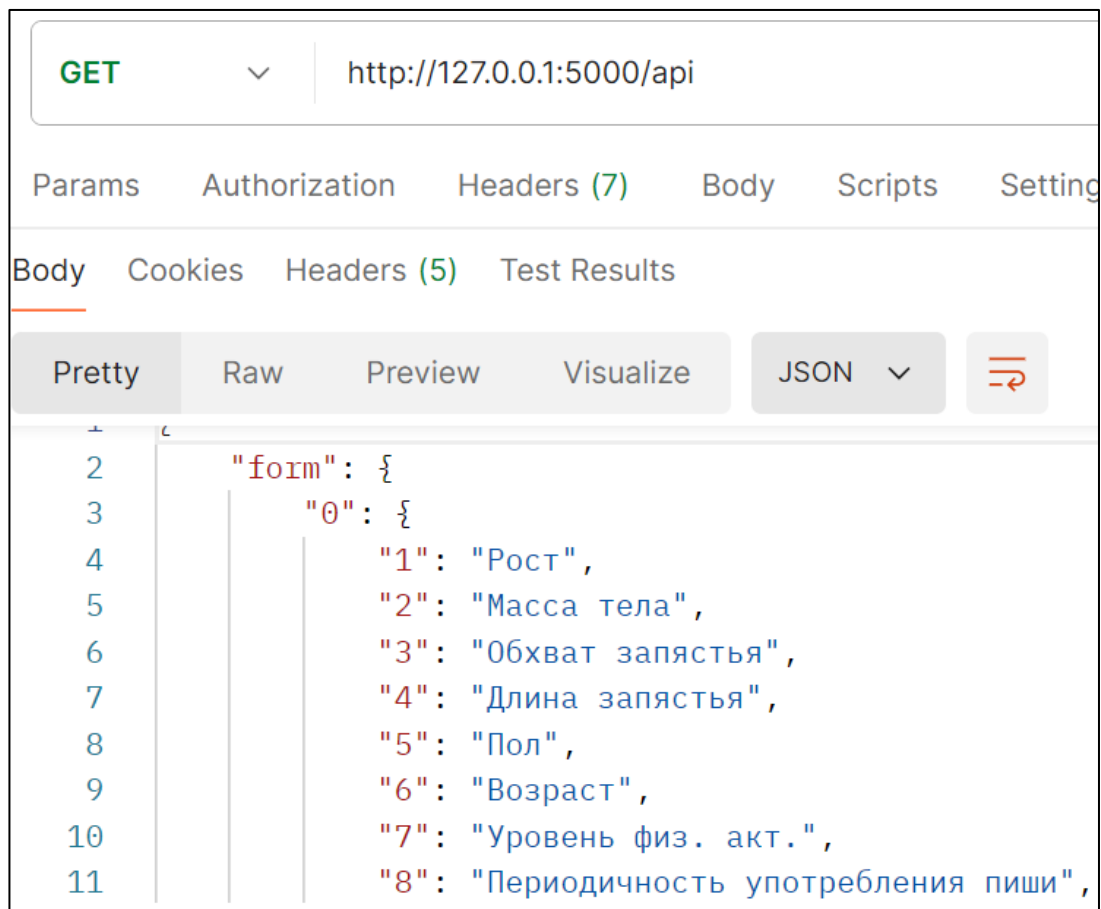 GET http://127.0.0.1:5000/api
Params Authorization Headers (7) Body Scripts Setting
Body Cookies Headers (5) Test Results
Pretty Raw Preview Visualize JSON
1 {
2 "form": {
3 "0": {
4 "1": "Рост",
5 "2": "Масса тела",
6 "3": "Обхват запястья",
7 "4": "Длина запястья",
8 "5": "Пол",
9 "6": "Возраст",
10 "7": "Уровень физ. акт.",
11 "8": "Периодичность употребления пиши",